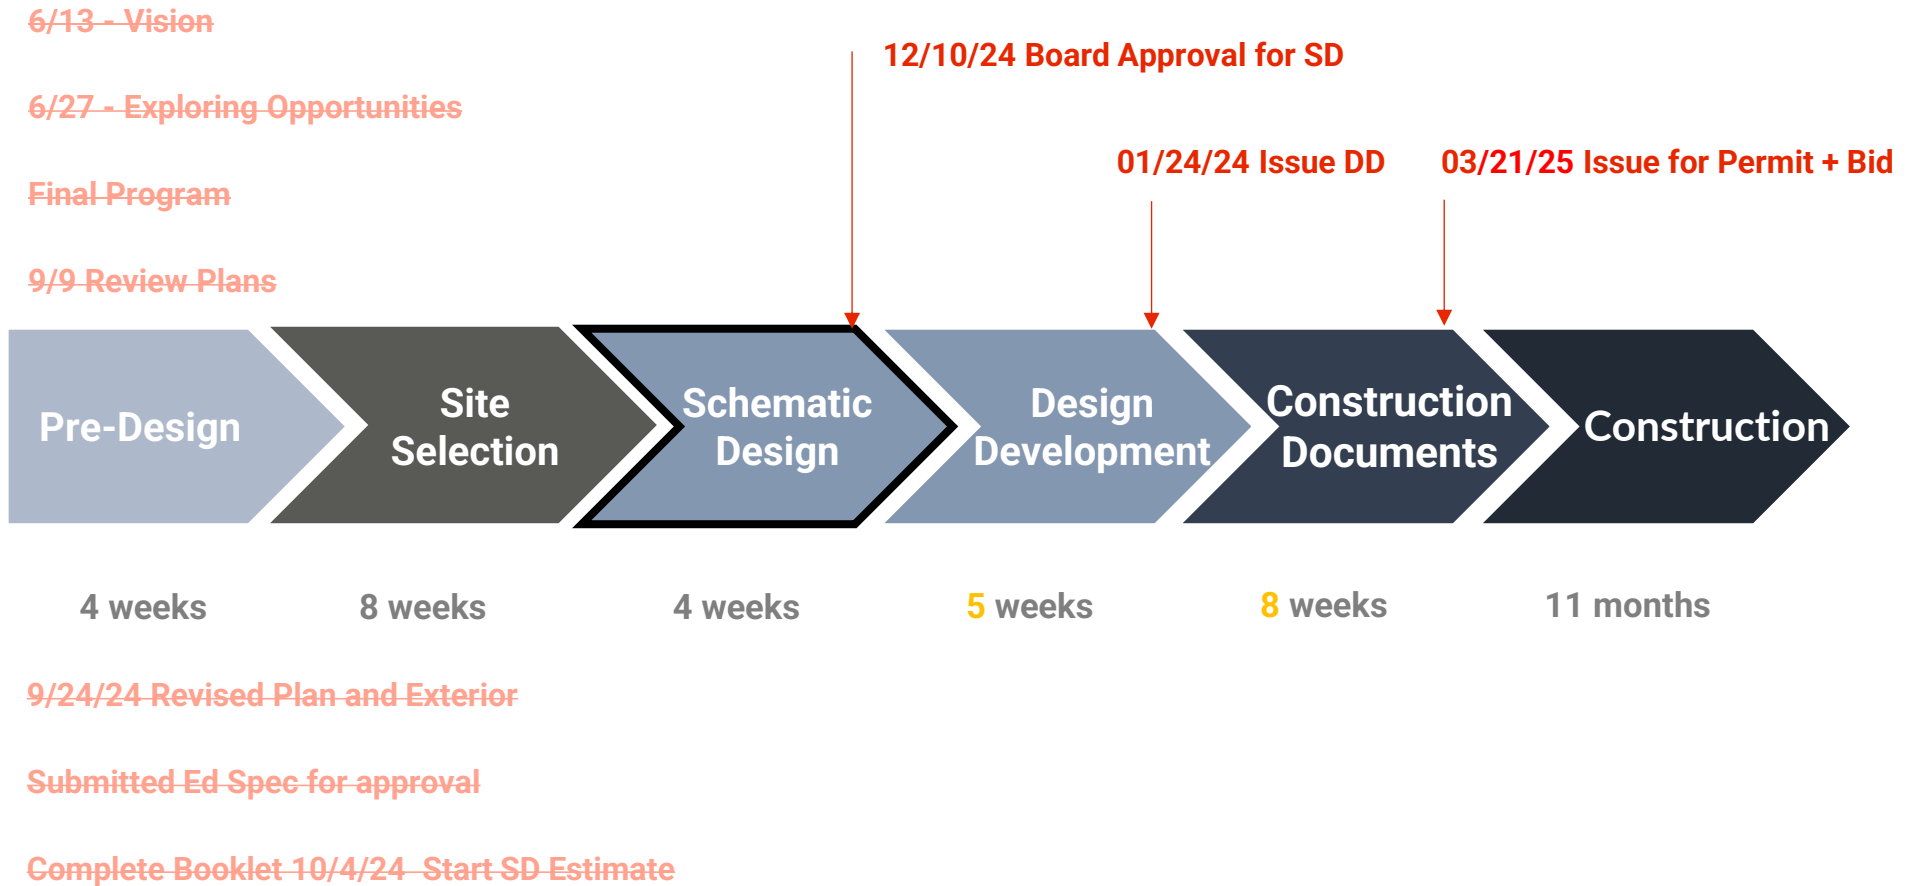 6/13 - Vision
12/10/24 Board Approval for SD
6/27 - Exploring Opportunities
01/24/24 Issue DD
03/21/25 Issue for Permit + Bid
Final Program
9/9 Review Plans
Pre-Design
Site
Selection
Schematic
Design
Design
Development
Construction
Documents
Construction
4 weeks
8 weeks
4 weeks
5 weeks
8 weeks
11 months
9/24/24 Revised Plan and Exterior
Submitted Ed Spec for approval
Complete Booklet 10/4/24  Start SD Estimate